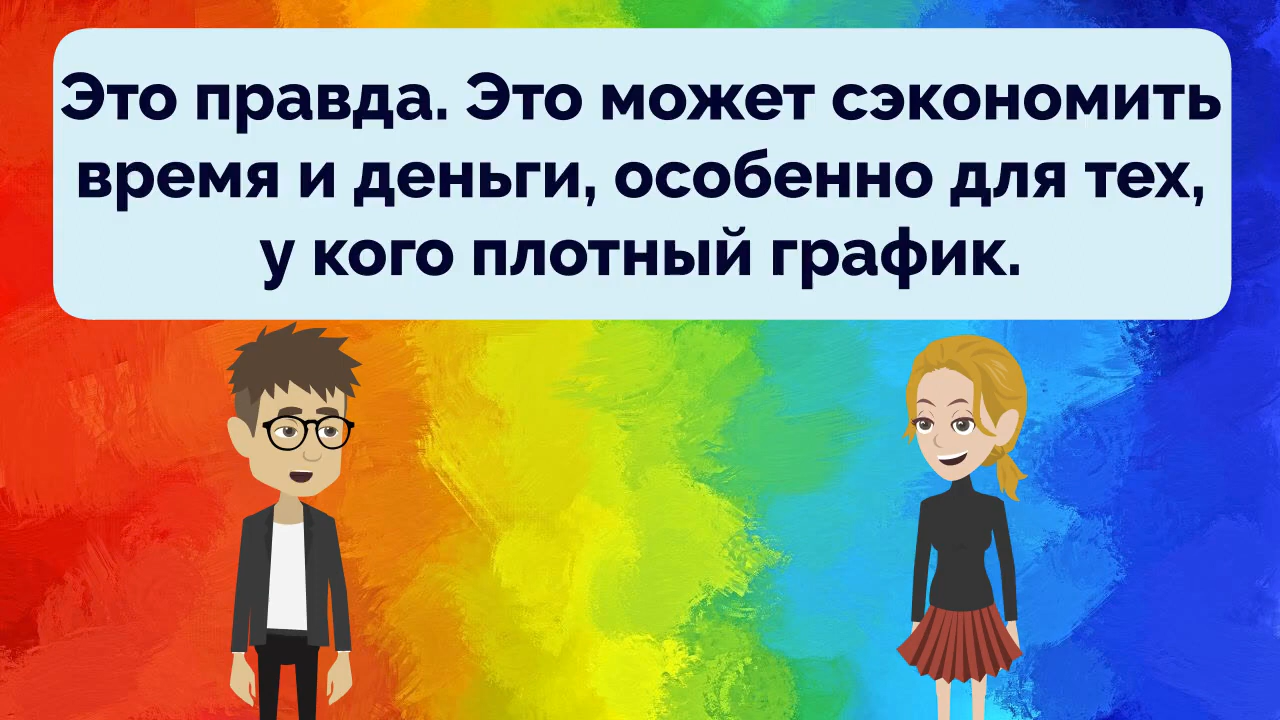 Это правда. Это может сэкономить
время и деньги, особенно для тех,
у кого плотный график.